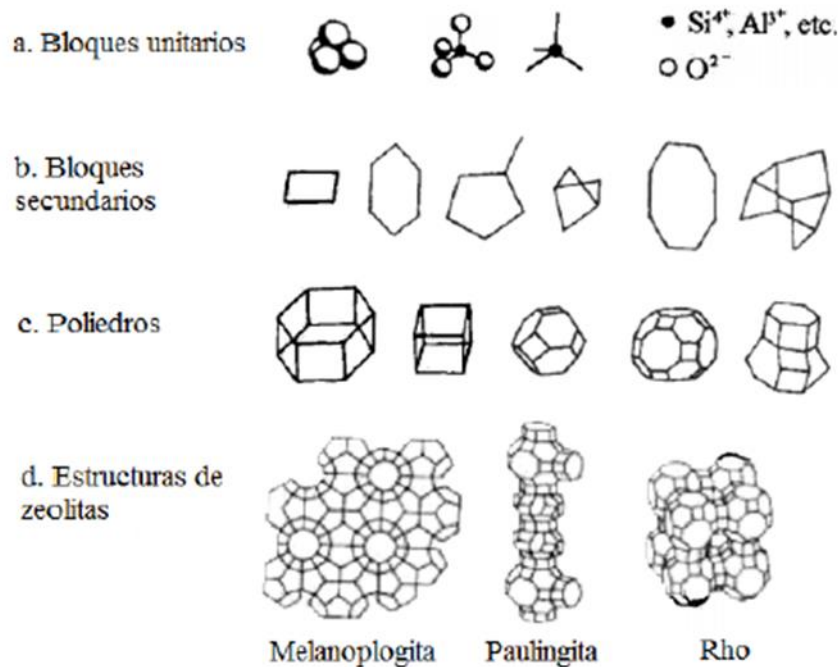 a. Bloques unitarios
Si⁴⁺, Al³⁺, etc.
O²⁻
b. Bloques
secundarios
c. Poliedros
d. Estructuras de
zeolitas
Melanoplogita
Paulingita
Rho